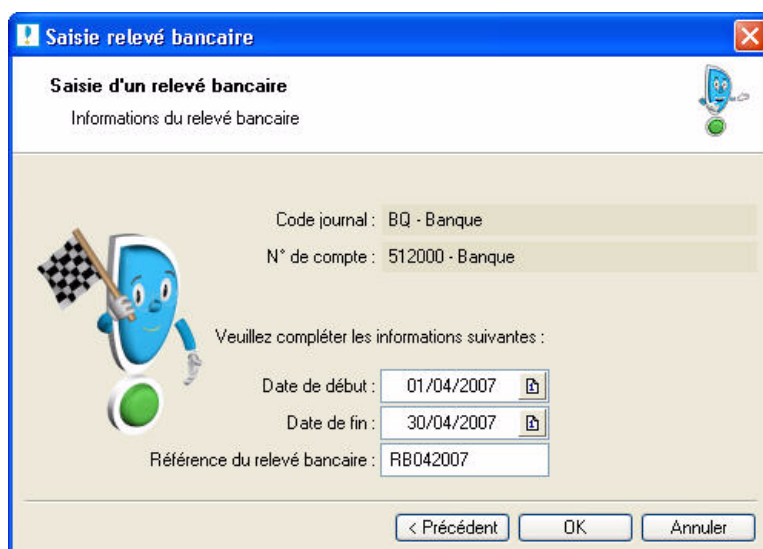 Saisie relevé bancaire
Saisie d'un relevé bancaire
Informations du relevé bancaire
Code journal : BQ - Banque
N° de compte : 512000 - Banque
Veuillez compléter les informations suivantes :
Date de début : 01/04/2007
Date de fin : 30/04/2007
Référence du relevé bancaire : RB042007
< Précédent OK Annuler